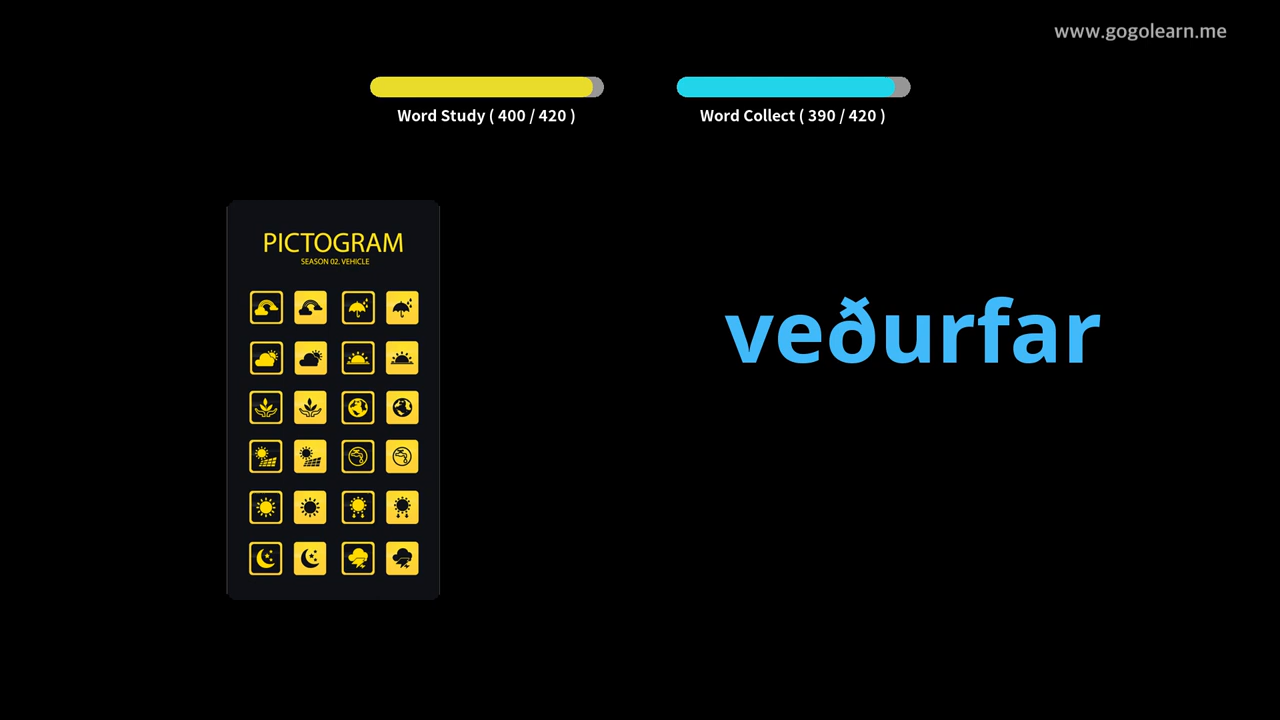 www.gogolearn.me
Word Study ( 400 / 420 )
Word Collect ( 390 / 420 )
PICTOGRAM
SEASON 02. VEHICLE
veðurfar